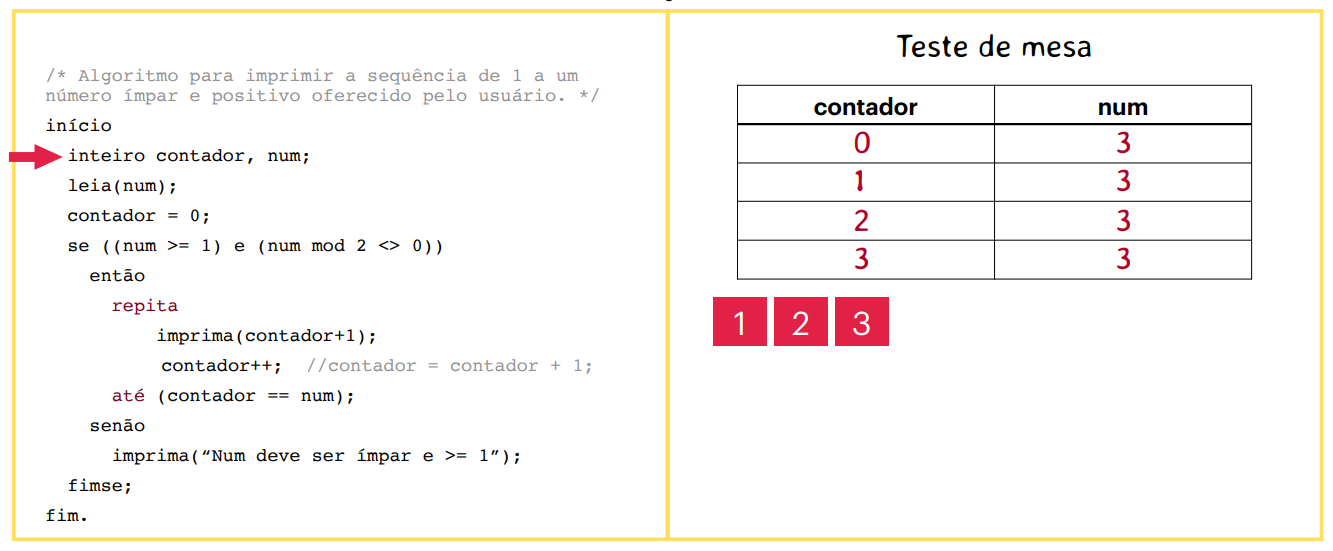 /* Algoritmo para imprimir a sequência de 1 a um
número ímpar e positivo oferecido pelo usuário. */
início
inteiro contador, num;
leia(num);
contador = 0;
se ((num >= 1) e (num mod 2 <> 0))
então
repita
imprima(contador+1);
contador++; //contador = contador + 1;
até (contador == num);
senão
imprima(“Num deve ser ímpar e >= 1”);
fimse;
fim.
Teste de mesa
contador num
0 3
1 3
2 3
3 3
1 2 3